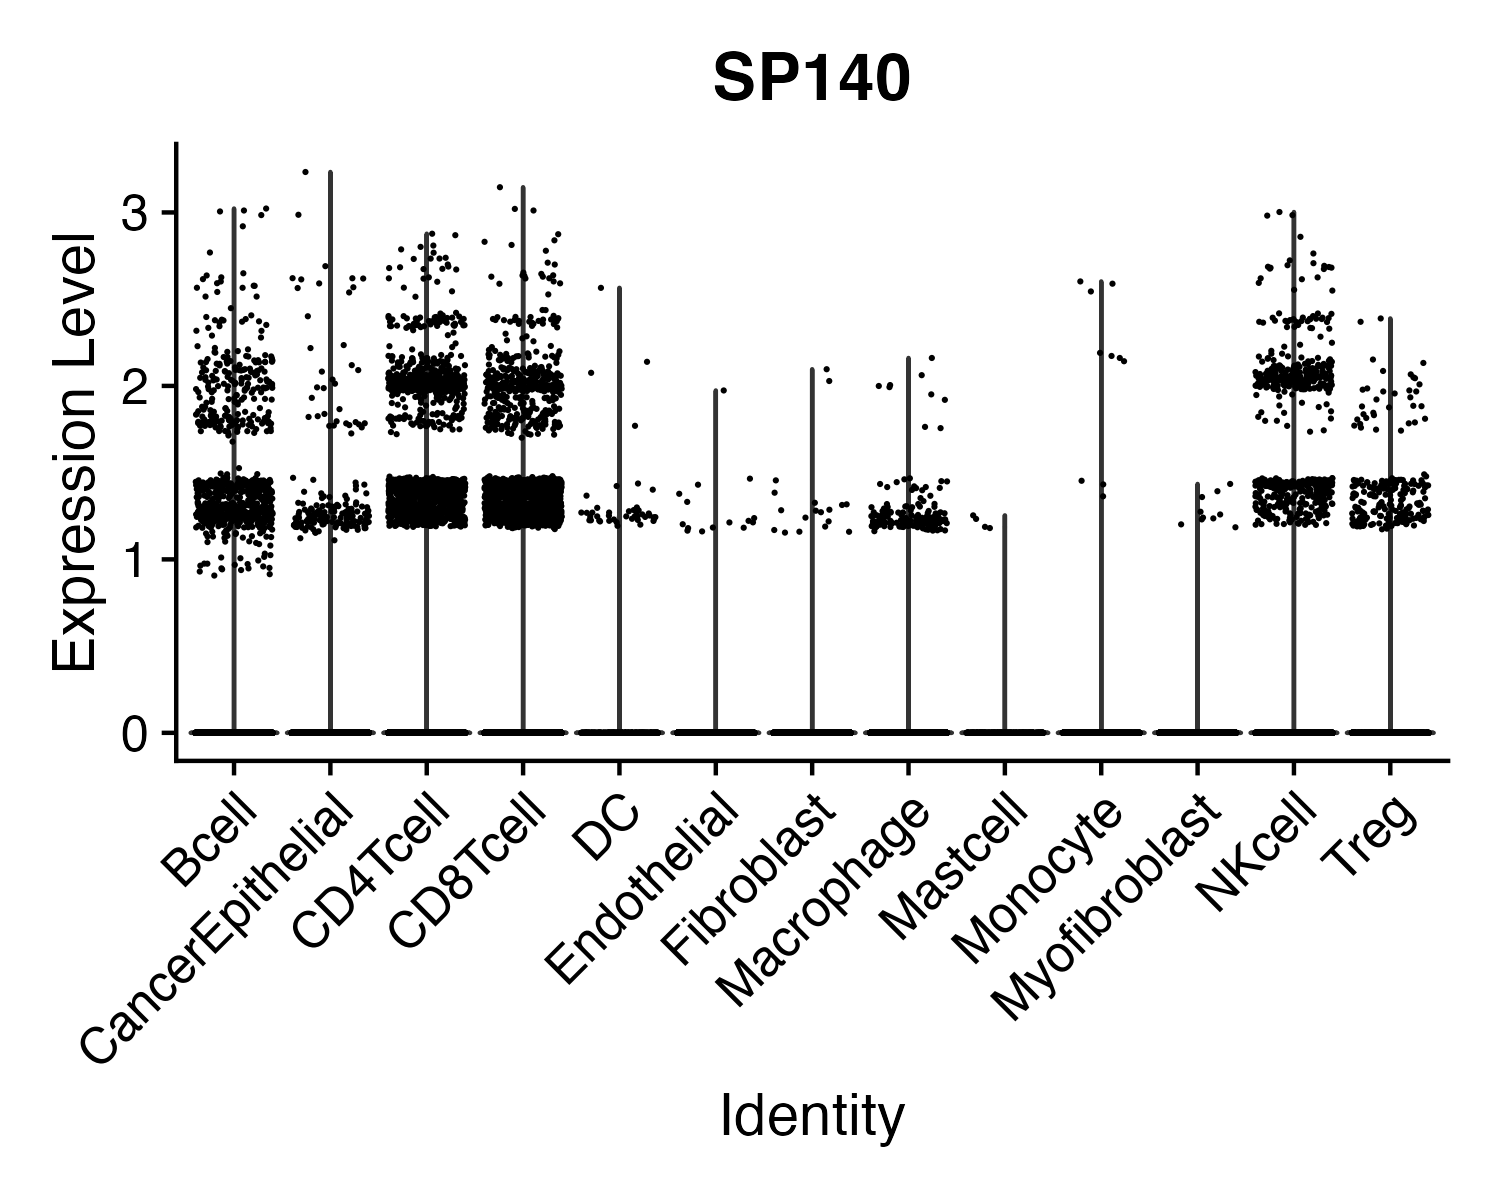 SP140
Expression Level
3
2
1
0
Bcell
CancerEpithelial
CD4Tcell
CD8Tcell
DC
Endothelial
Fibroblast
Macrophage
Mastcell
Monocyte
Myofibroblast
NKcell
Treg
Identity